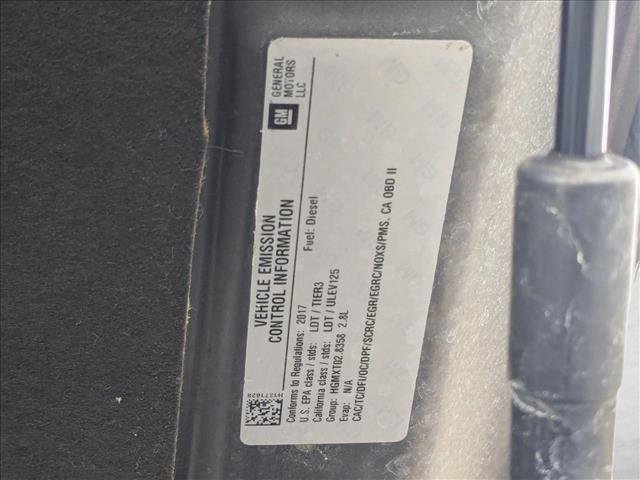 GM
GENERAL
MOTORS
LLC
VEHICLE EMISSION
CONTROL INFORMATION
Conforms to Regulations: 2017
Fuel: Diesel
U.S. EPA class / stds: LDT / TIER3
California class / stds: LDT / ULEV125
Group: HGMXT02.8358 2.8L
Evap: N/A
CAC/TC/DFI/OC/DPF/SCRC/EGR/EGRC/NOXS/PMS, CA OBD II